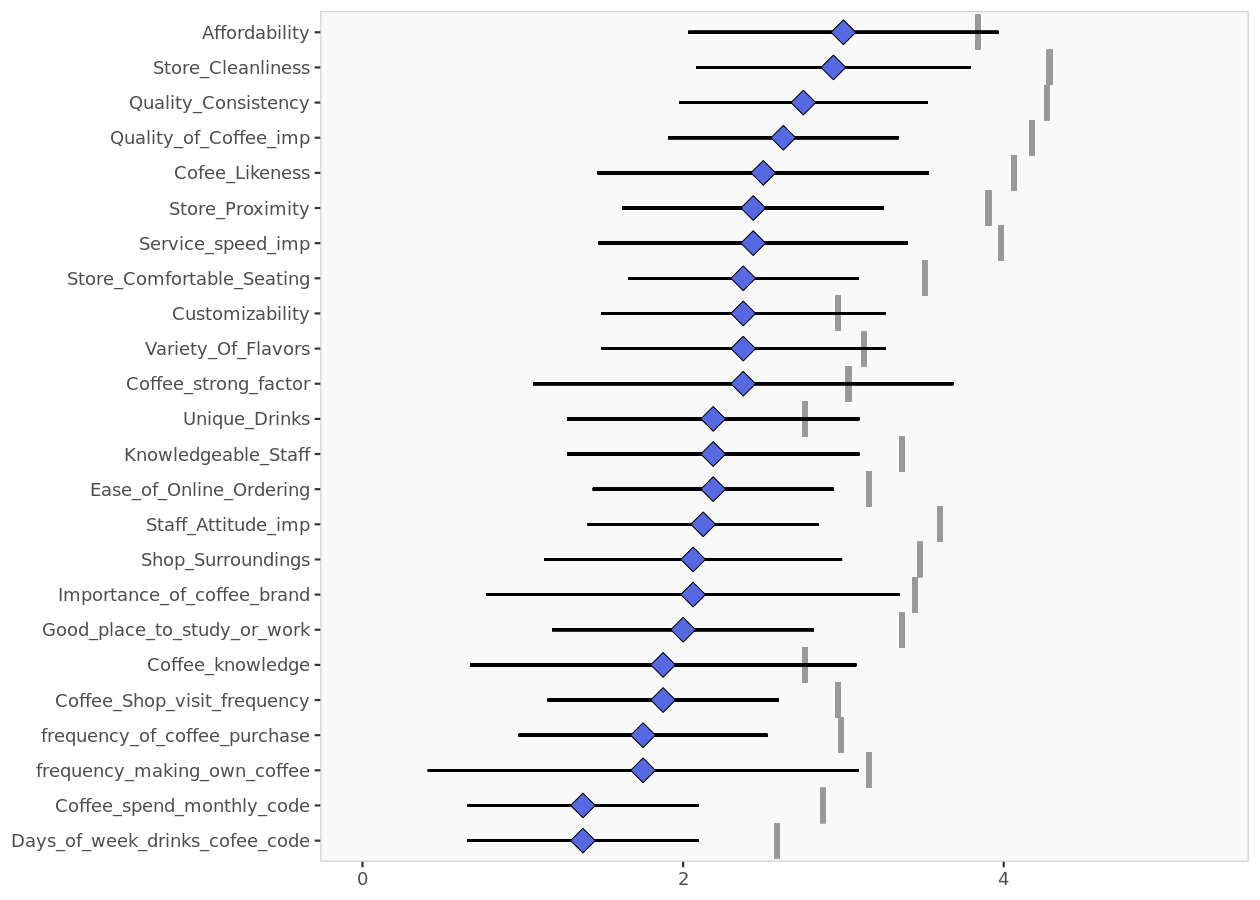 Affordability
Store_Cleanliness
Quality_Consistency
Quality_of_Coffee_imp
Cofee_Likeness
Store_Proximity
Service_speed_imp
Store_Comfortable_Seating
Customizability
Variety_Of_Flavors
Coffee_strong_factor
Unique_Drinks
Knowledgeable_Staff
Ease_of_Online_Ordering
Staff_Attitude_imp
Shop_Surroundings
Importance_of_coffee_brand
Good_place_to_study_or_work
Coffee_knowledge
Coffee_Shop_visit_frequency
frequency_of_coffee_purchase
frequency_making_own_coffee
Coffee_spend_monthly_code
Days_of_week_drinks_cofee_code
0 2 4